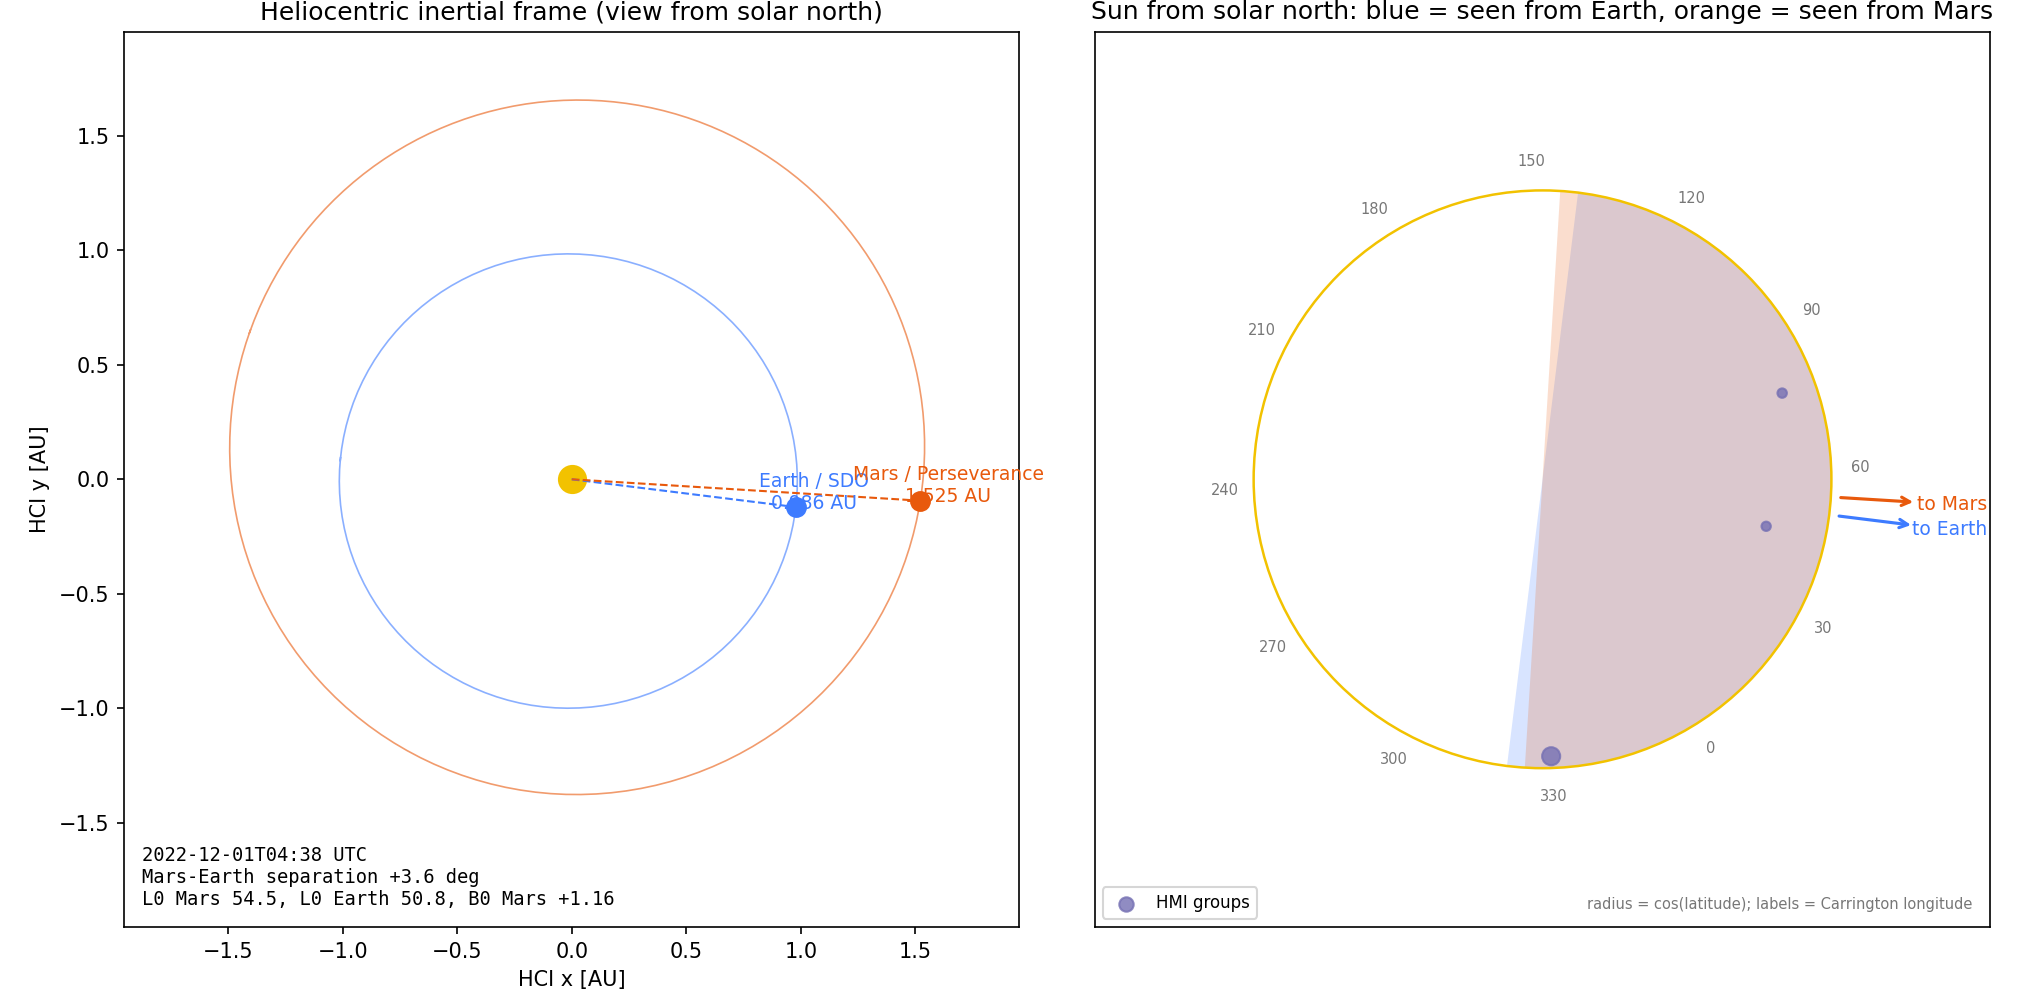 Heliocentric inertial frame (view from solar north)
HCI y [AU]
1.5
1.0
0.5
0.0
−0.5
−1.0
−1.5
Earth / SDO
0.986 AU
Mars / Perseverance
1.525 AU
2022-12-01T04:38 UTC
Mars-Earth separation +3.6 deg
L0 Mars 54.5, L0 Earth 50.8, B0 Mars +1.16
−1.5
−1.0
−0.5
0.0
0.5
1.0
1.5
HCI x [AU]
Sun from solar north: blue = seen from Earth, orange = seen from Mars
150
120
180
90
210
60
240
to Mars
to Earth
30
270
0
300
330
HMI groups
radius = cos(latitude); labels = Carrington longitude